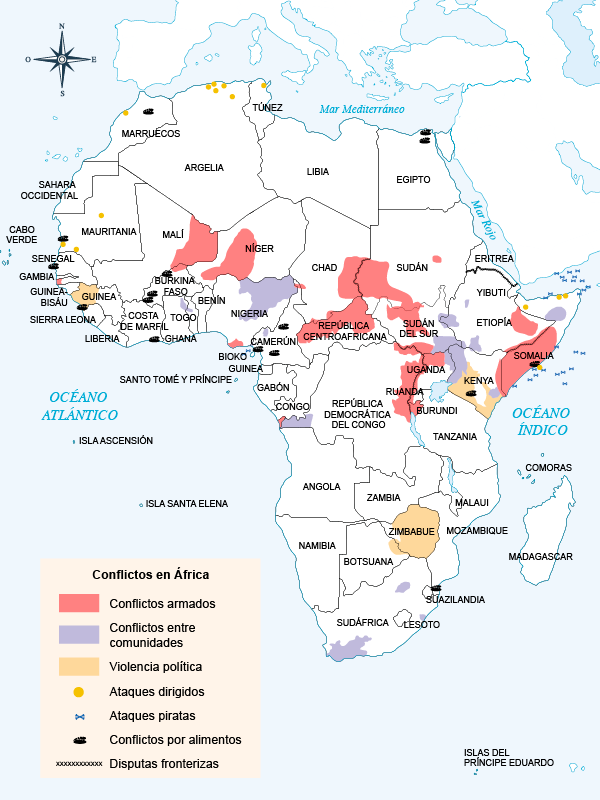 N
O
E
S
Mar Mediterráneo
TÚNEZ
MARRUECOS
ARGELIA
LIBIA
EGIPTO
SAHARA
OCCIDENTAL
Mar Rojo
CABO
VERDE
MAURITANIA
MALÍ
NÍGER
CHAD
SUDÁN
ERITREA
SENEGAL
GAMBIA
GUINEA
BISÁU
GUINEA
BURKINA
FASO
BENÍN
NIGERIA
YIBUTI
ETIOPÍA
SIERRA LEONA
COSTA
DE MARFIL
TOGO
LIBERIA
GHANA
REPÚBLICA
CENTROAFRICANA
SUDÁN
DEL SUR
SOMALIA
BIOKO
CAMERÚN
GUINEA
UGANDA
KENYA
SANTO TOMÉ Y PRÍNCIPE
GABÓN
CONGO
REPÚBLICA
DEMOCRÁTICA
DEL CONGO
RUANDA
BURUNDI
OCÉANO
ATLÁNTICO
OCÉANO
ÍNDICO
TANZANIA
ISLA ASCENSIÓN
COMORAS
ANGOLA
ZAMBIA
MALAUI
ISLA SANTA ELENA
ZIMBABUE
MOZAMBIQUE
NAMIBIA
BOTSUANA
MADAGASCAR
SUAZILANDIA
SUDÁFRICA
LESOTO
Conflictos en África
Conflictos armados
Conflictos entre
comunidades
Violencia política
Ataques dirigidos
Ataques piratas
Conflictos por alimentos
xxxxxxxxxxxx Disputas fronterizas
ISLAS DEL
PRÍNCIPE EDUARDO